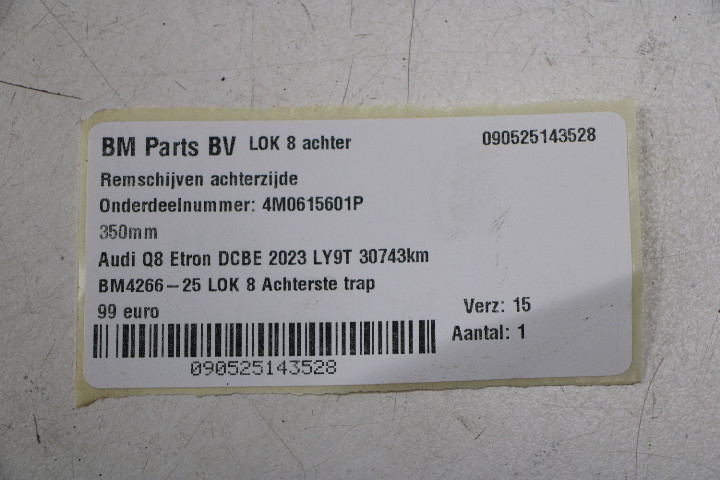 BM Parts BV LOK 8 achter 090525143528
Remschijven achterzijde
Onderdeelnummer: 4M0615601P
350mm
Audi Q8 Etron DCBE 2023 LY9T 30743km
BM4266-25 LOK 8 Achterste trap
99 euro Verz: 15
Aantal: 1
090525143528